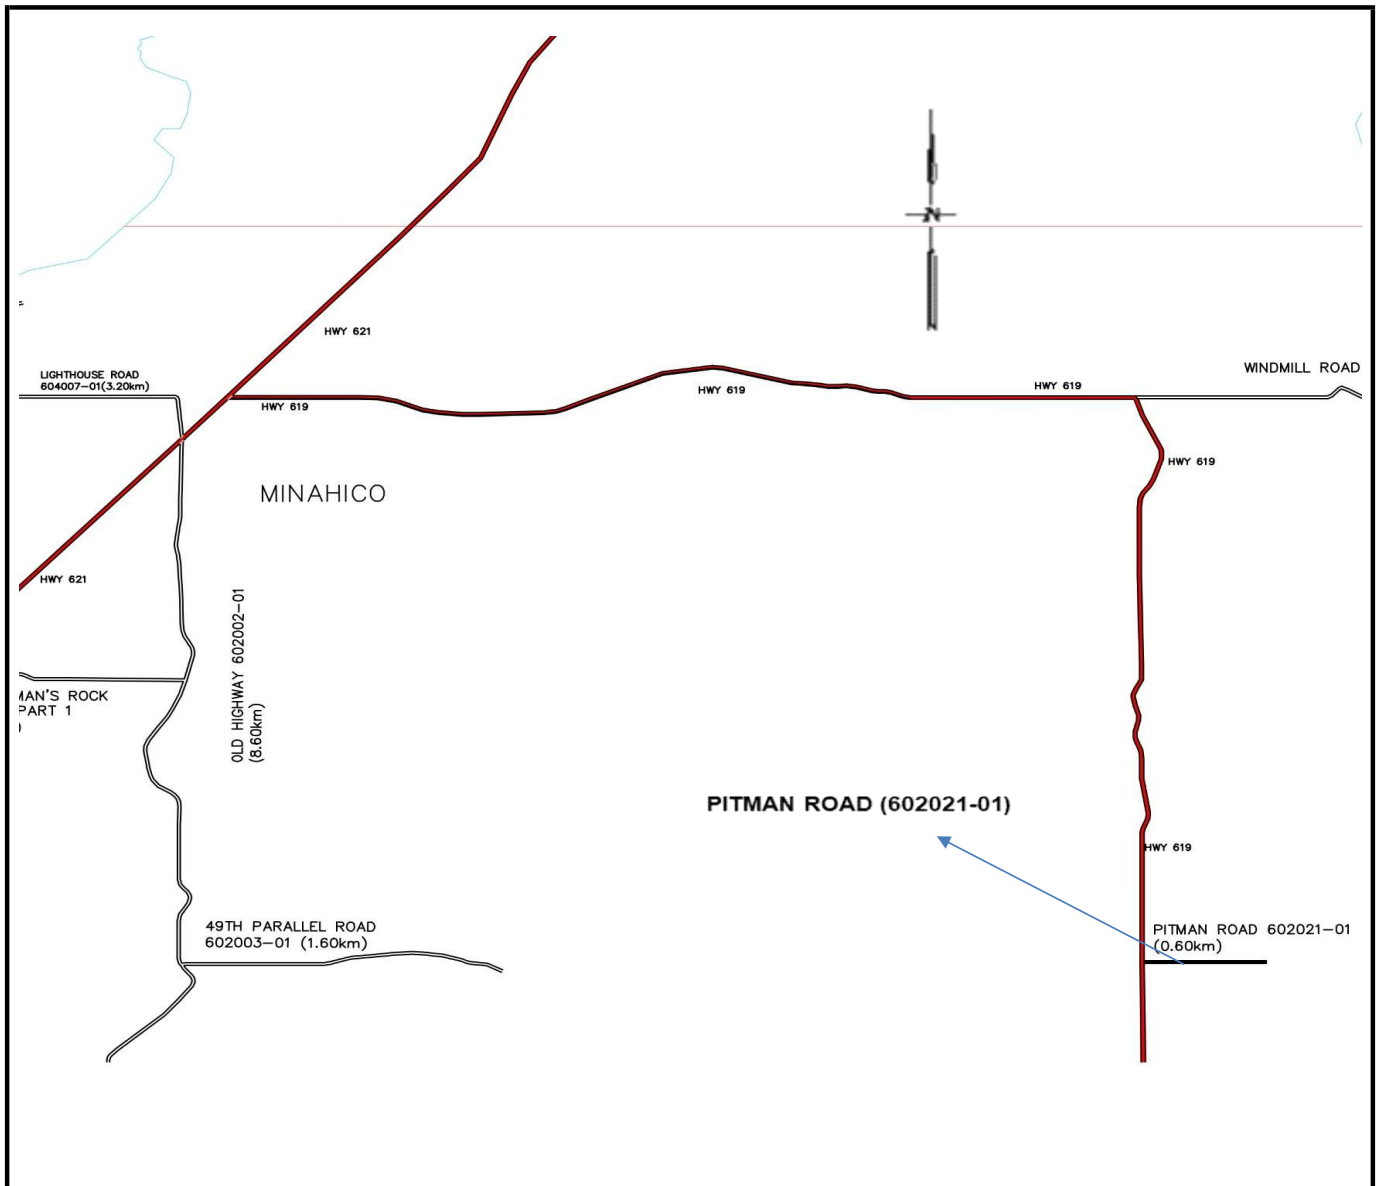 N
HWY 621
LIGHTHOUSE ROAD
604007-01(3.20km)
WINDMILL ROAD
HWY 619
HWY 619
HWY 619
HWY 619
MINAHICO
HWY 621
OLD HIGHWAY 602002-01
(8.60km)
MAN'S ROCK
PART 1
)
PITMAN ROAD (602021-01)
HWY 619
49TH PARALLEL ROAD
602003-01 (1.60km)
PITMAN ROAD 602021-01
(0.60km)